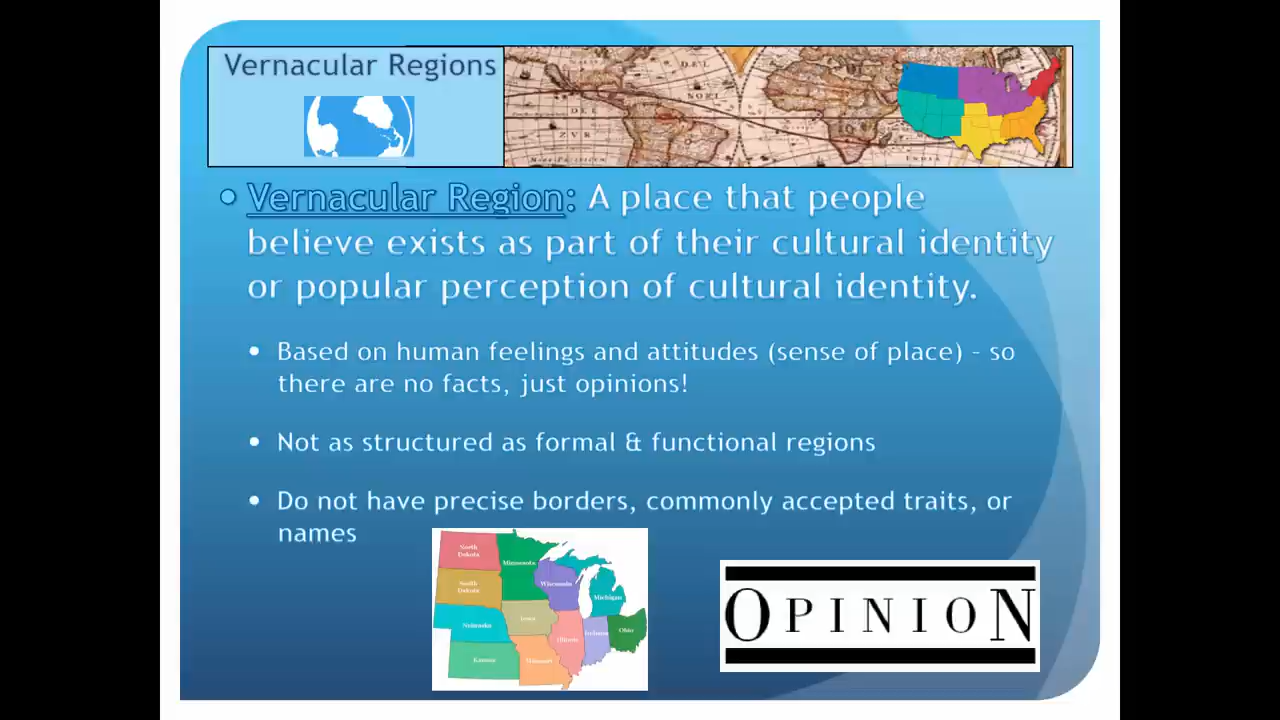 Vernacular Regions
• Vernacular Region: A place that people
believe exists as part of their cultural identity
or popular perception of cultural identity.
• Based on human feelings and attitudes (sense of place) - so
there are no facts, just opinions!
• Not as structured as formal & functional regions
• Do not have precise borders, commonly accepted traits, or
names
North
Dakota
Minnesota
South
Dakota
Wisconsin
Michigan
Nebraska
Iowa
Illinois
Indiana
Ohio
Kansas
Missouri
OPINION